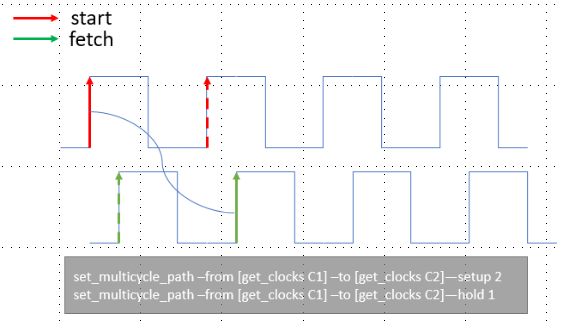 start
fetch
set_multicycle_path –from [get_clocks C1] –to [get_clocks C2]—setup 2
set_multicycle_path –from [get_clocks C1] –to [get_clocks C2]—hold 1